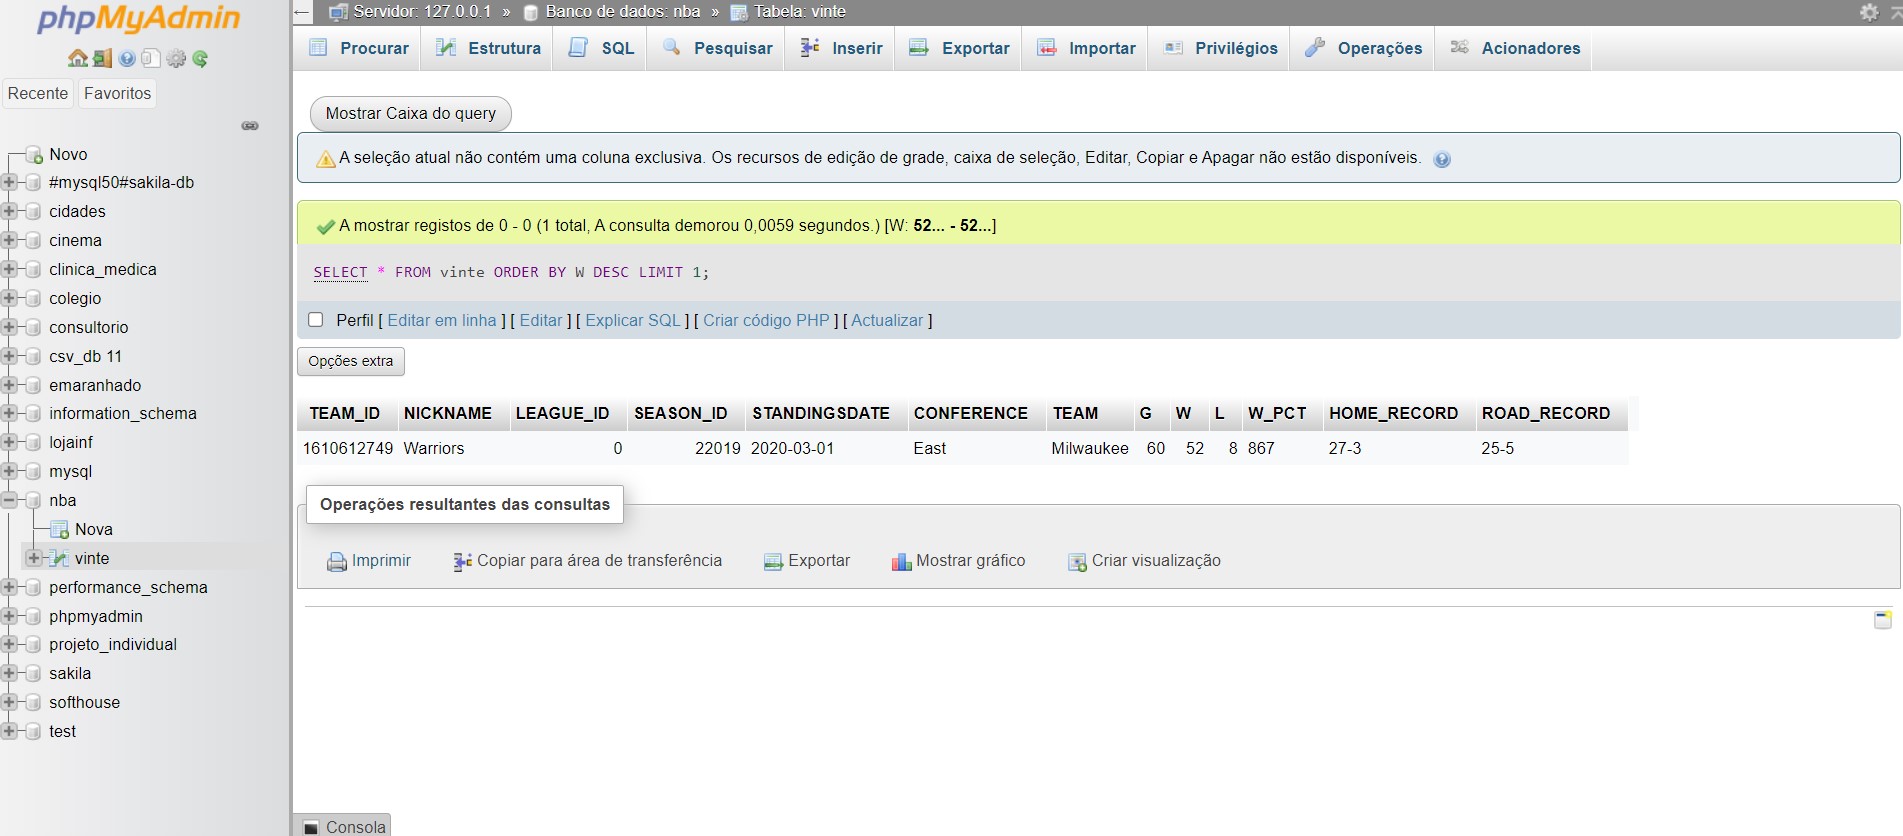 phpMyAdmin
Recente Favoritos
Novo
#mysql50#sakila-db
cidades
cinema
clinica_medica
colegio
consultorio
csv_db 11
emaranhado
information_schema
lojainf
mysql
nba
Nova
vinte
performance_schema
phpmyadmin
projeto_individual
sakila
softhouse
test
Servidor: 127.0.0.1 » Banco de dados: nba » Tabela: vinte
Procurar Estrutura SQL Pesquisar Inserir Exportar Importar Privilégios Operações Acionadores
Mostrar Caixa do query
A seleção atual não contém uma coluna exclusiva. Os recursos de edição de grade, caixa de seleção, Editar, Copiar e Apagar não estão disponíveis.
A mostrar registos de 0 - 0 (1 total, A consulta demorou 0,0059 segundos.) [W: 52... - 52...]
SELECT * FROM vinte ORDER BY W DESC LIMIT 1;
Perfil [ Editar em linha ] [ Editar ] [ Explicar SQL ] [ Criar código PHP ] [ Actualizar ]
Opções extra
TEAM_ID NICKNAME LEAGUE_ID SEASON_ID STANDINGSDATE CONFERENCE TEAM G W L W_PCT HOME_RECORD ROAD_RECORD
1610612749 Warriors 0 22019 2020-03-01 East Milwaukee 60 52 8 867 27-3 25-5
Operações resultantes das consultas
Imprimir Copiar para área de transferência Exportar Mostrar gráfico Criar visualização
Consola